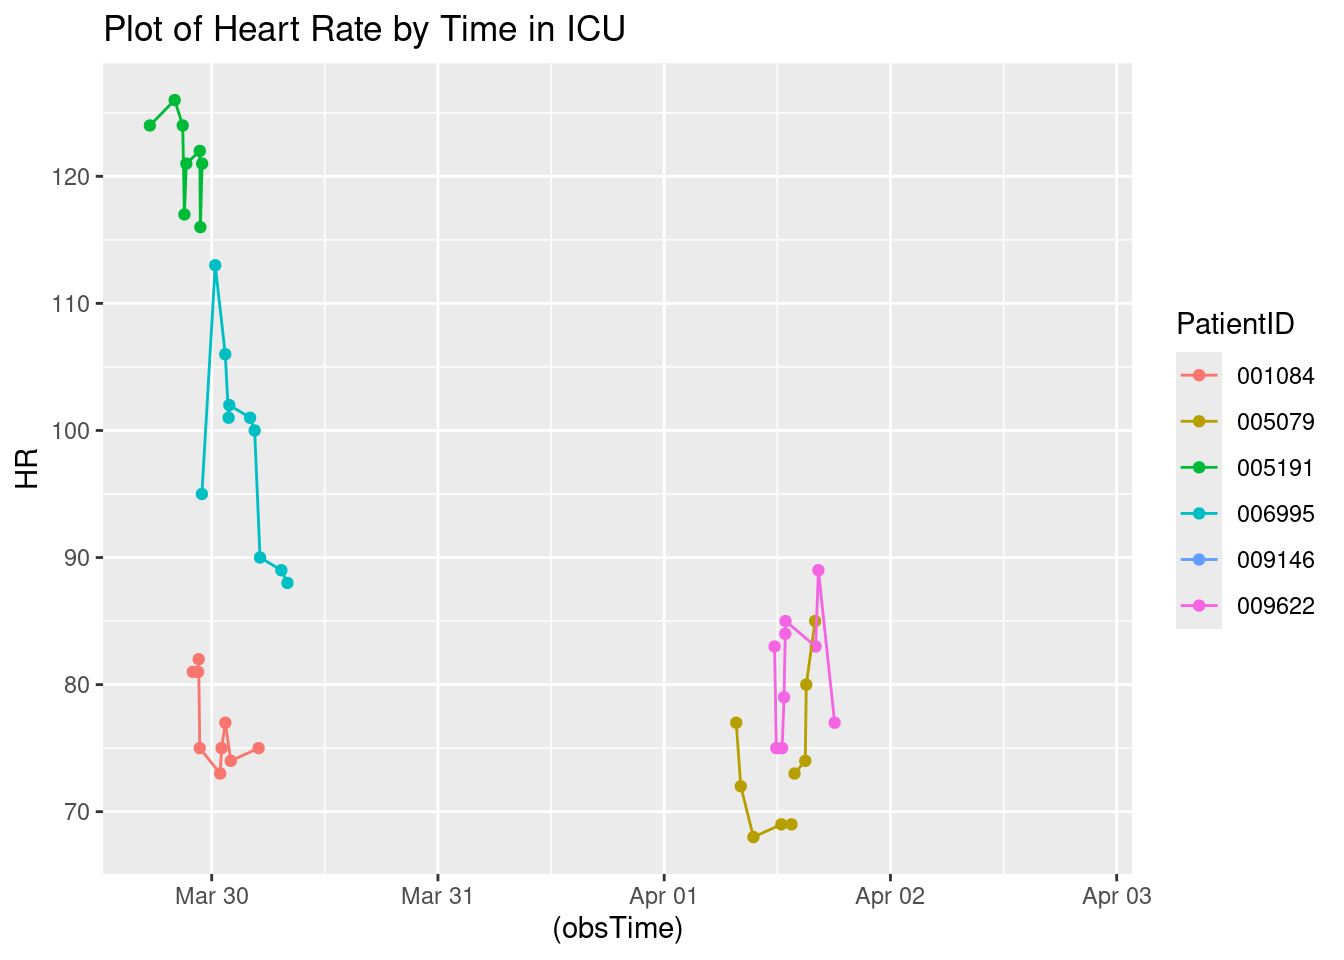 Plot of Heart Rate by Time in ICU
120
110
100
90
80
70
HR
Mar 30
Mar 31
Apr 01
Apr 02
Apr 03
(obsTime)
PatientID
001084
005079
005191
006995
009146
009622